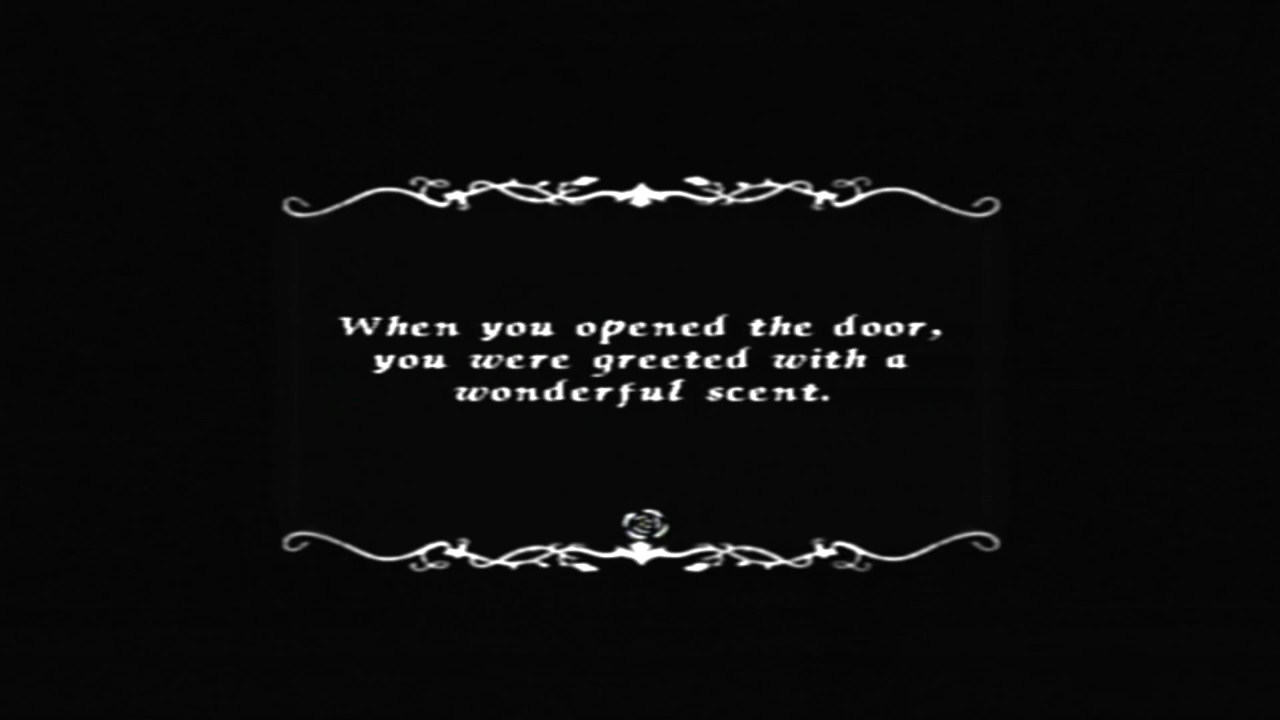 When you opened the door,
you were greeted with a
wonderful scent.